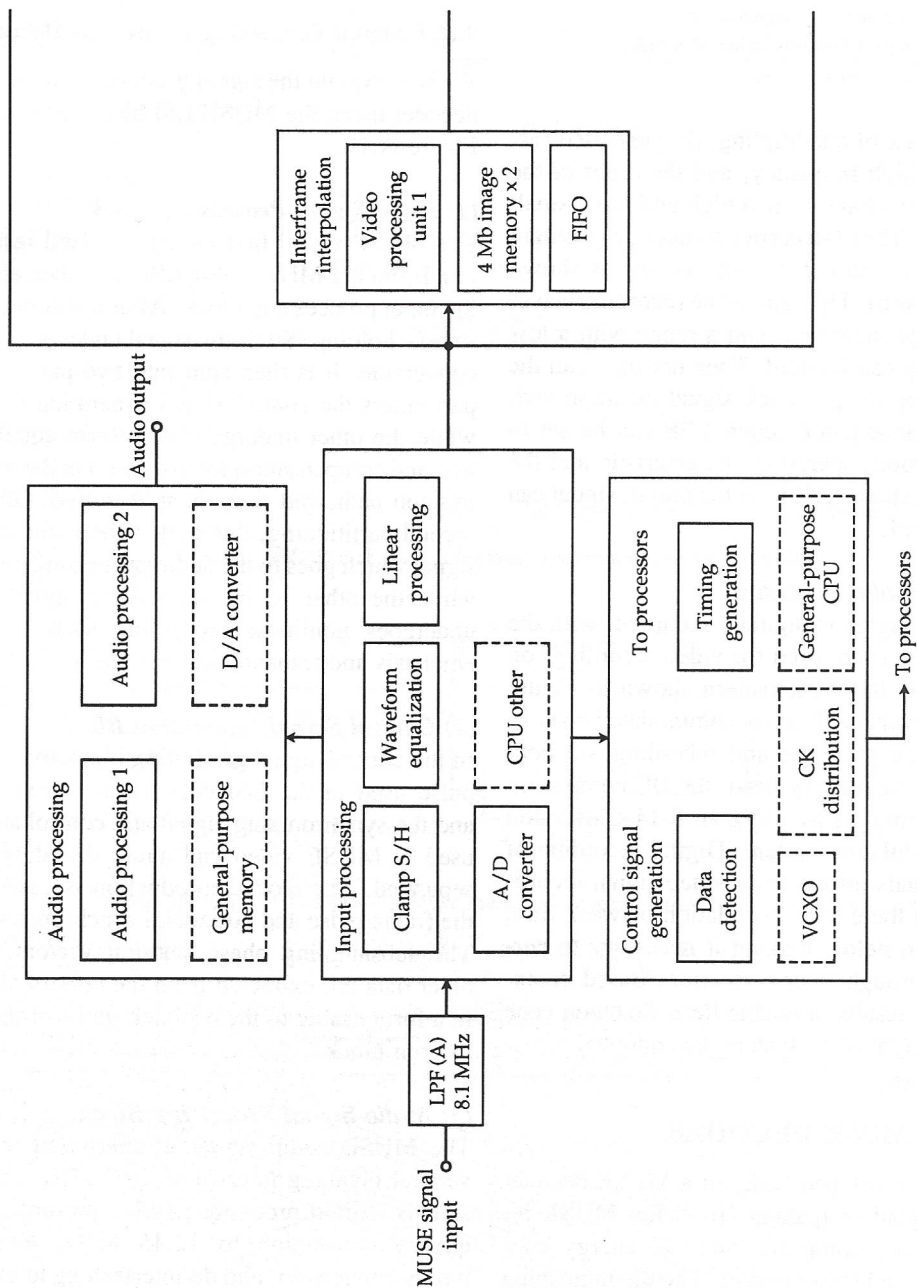 MUSE signal
input
LPF (A)
8.1 MHz
Audio processing
Audio processing 1
Audio processing 2
General-purpose
memory
D/A converter
Audio output
Input processing
Clamp S/H
Waveform
equalization
Linear
processing
A/D
converter
CPU other
Control signal
generation
To processors
Data
detection
Timing
generation
VCXO
CK
distribution
General-purpose
CPU
To processors
Interframe
interpolation
Video
processing
unit 1
4 Mb image
memory x 2
FIFO